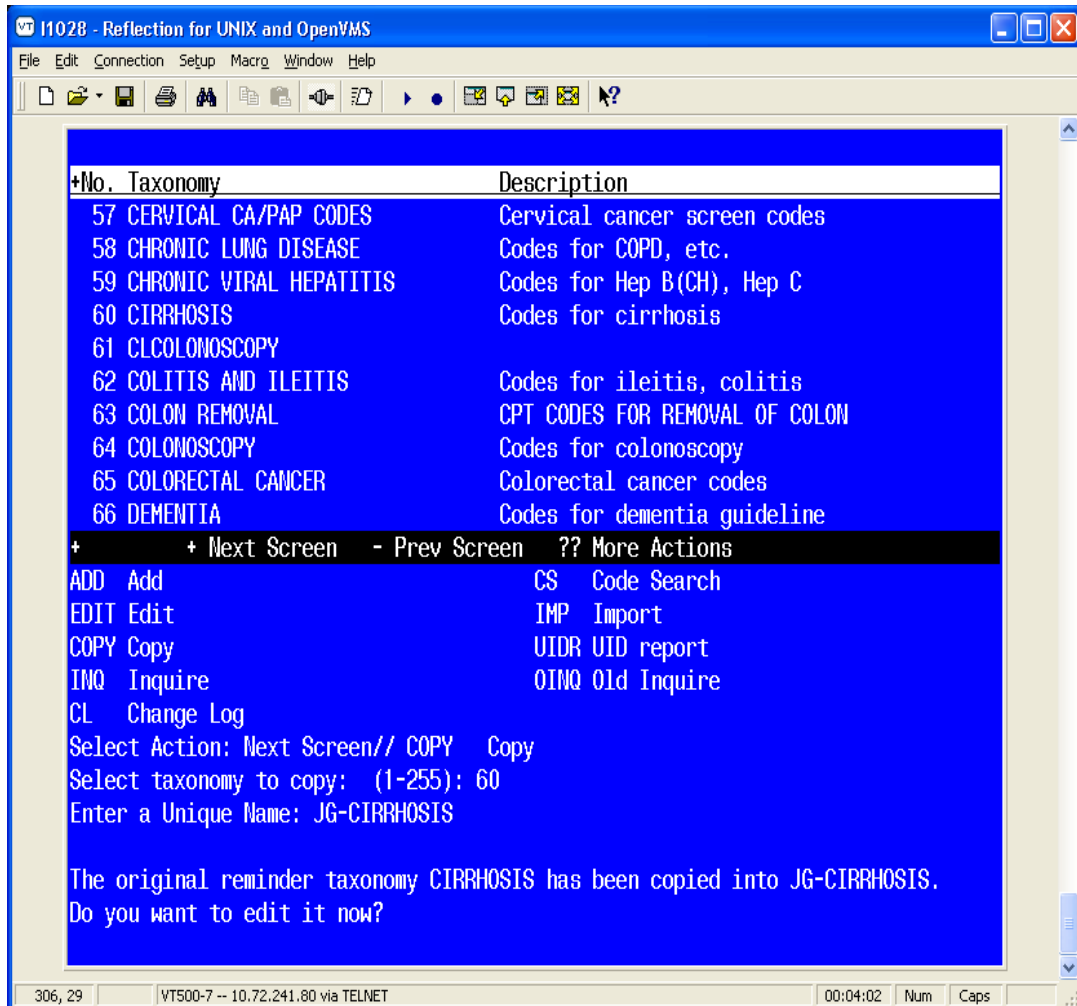 VT I1028 - Reflection for UNIX and OpenVMS
File Edit Connection Setup Macro Window Help
+No. Taxonomy Description
57 CERVICAL CA/PAP CODES Cervical cancer screen codes
58 CHRONIC LUNG DISEASE Codes for COPD, etc.
59 CHRONIC VIRAL HEPATITIS Codes for Hep B(CH), Hep C
60 CIRRHOSIS Codes for cirrhosis
61 CLCOLONOSCOPY
62 COLITIS AND ILEITIS Codes for ileitis, colitis
63 COLON REMOVAL CPT CODES FOR REMOVAL OF COLON
64 COLONOSCOPY Codes for colonoscopy
65 COLORECTAL CANCER Colorectal cancer codes
66 DEMENTIA Codes for dementia guideline
+ + Next Screen - Prev Screen ?? More Actions
ADD Add CS Code Search
EDIT Edit IMP Import
COPY Copy UIDR UID report
INQ Inquire OINQ Old Inquire
CL Change Log
Select Action: Next Screen// COPY Copy
Select taxonomy to copy: (1-255): 60
Enter a Unique Name: JG-CIRRHOSIS
The original reminder taxonomy CIRRHOSIS has been copied into JG-CIRRHOSIS.
Do you want to edit it now?
306, 29 VT500-7 -- 10.72.241.80 via TELNET 00:04:02 Num Caps